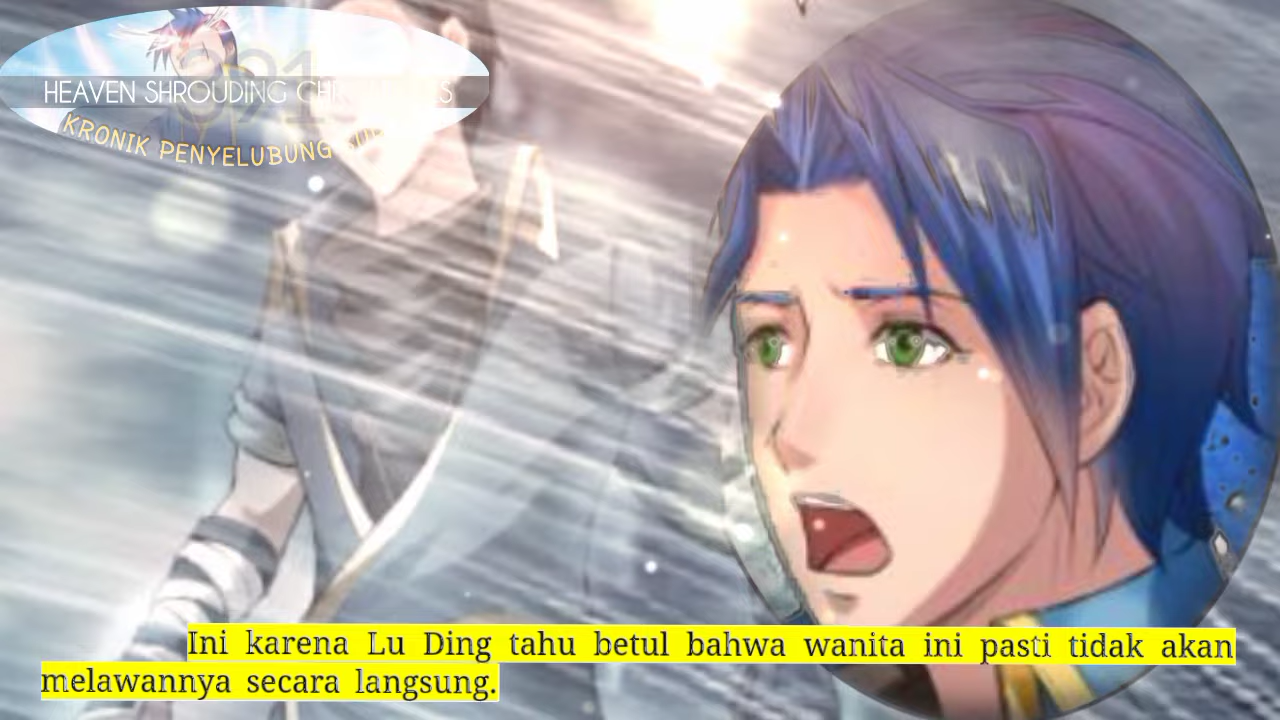 HEAVEN SHROUDING
KRONIK PENYELUBUNG
Ini karena Lu Ding tahu betul bahwa wanita ini pasti tidak akan
melawannya secara langsung.